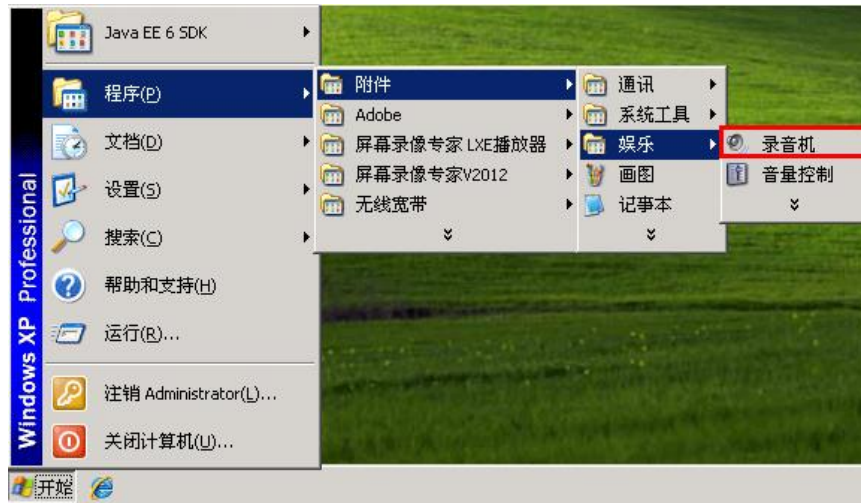 Java EE 6 SDK
程序(P)
文档(D)
设置(S)
搜索(C)
帮助和支持(H)
运行(R)...
注销 Administrator(L)...
关闭计算机(U)...
Windows XP Professional
开始
附件
Adobe
屏幕录像专家 LXE播放器
屏幕录像专家V2012
无线宽带
通讯
系统工具
娱乐
画图
记事本
录音机
音量控制